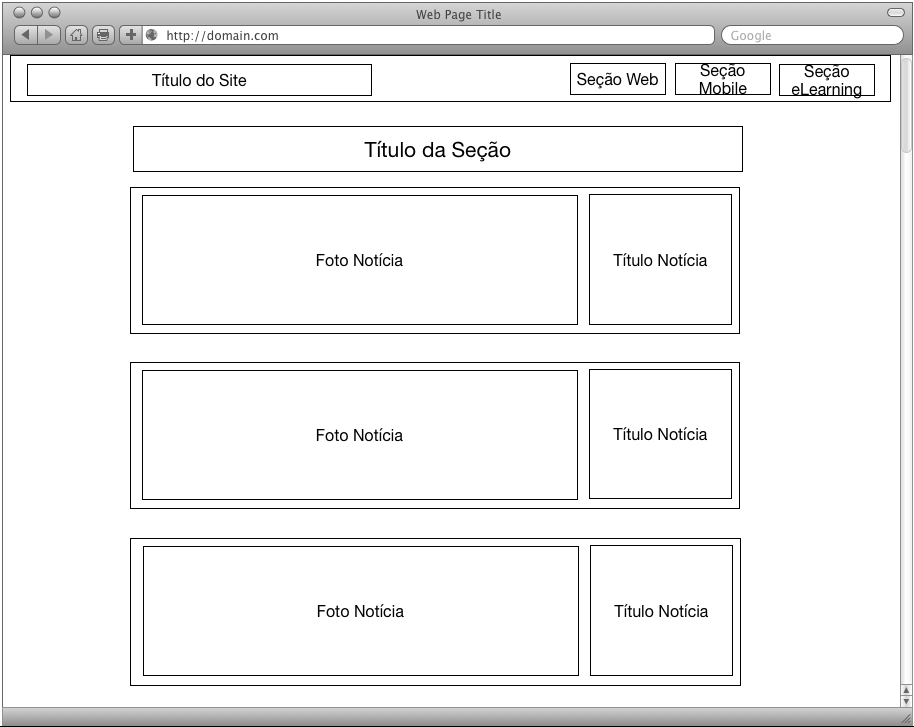 Web Page Title
http://domain.com
Google
Título do Site
Seção Web
Seção
Mobile
Seção
eLearning
Título da Seção
Foto Notícia
Título Notícia
Foto Notícia
Título Notícia
Foto Notícia
Título Notícia